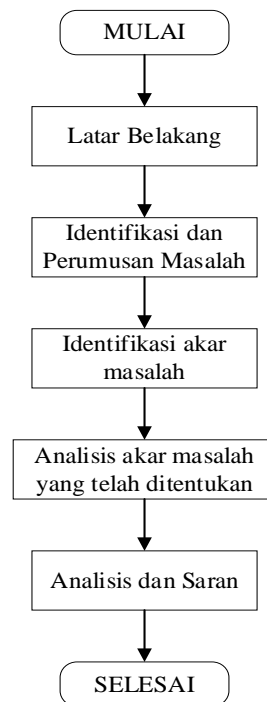 MULAI
Latar Belakang
Identifikasi dan
Perumusan Masalah
Identifikasi akar
masalah
Analisis akar masalah
yang telah ditentukan
Analisis dan Saran
SELESAI